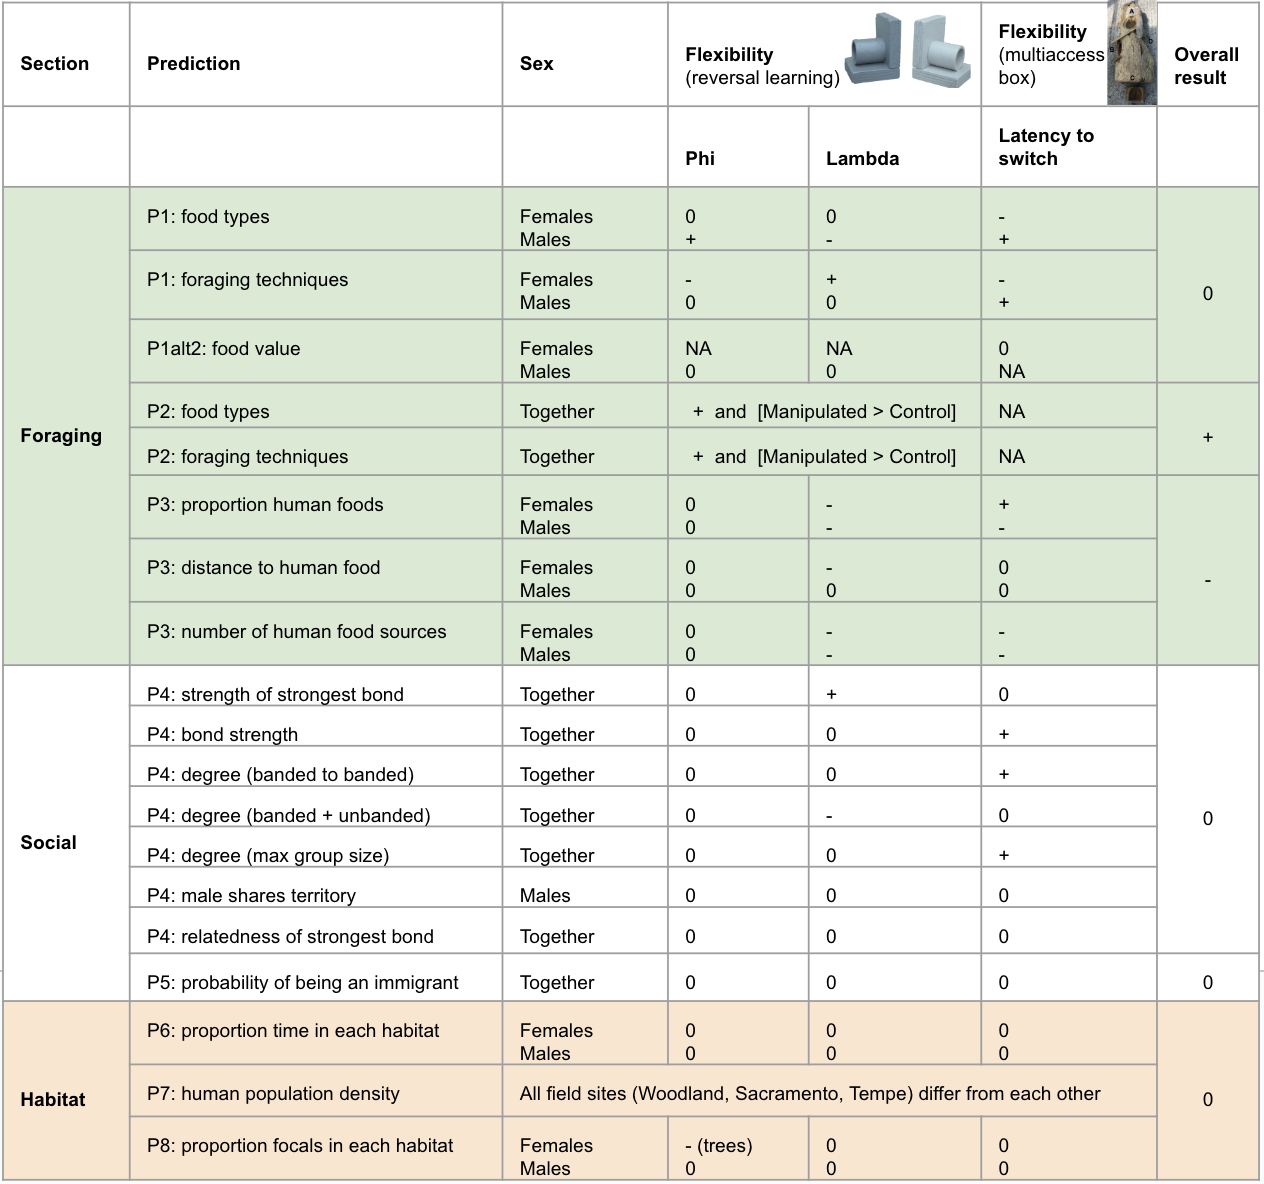 Section Prediction Sex Flexibility (reversal learning) Flexibility (multiaccess box) Overall result
Phi Lambda Latency to switch
Foraging
P1: food types Females 0 0 -
Males + - +
0
P1: foraging techniques Females - + -
Males 0 0 +
P1alt2: food value Females NA NA 0
Males 0 0 NA
P2: food types Together + and [Manipulated > Control] NA
+
P2: foraging techniques Together + and [Manipulated > Control] NA
P3: proportion human foods Females 0 - +
Males 0 - -
P3: distance to human food Females 0 - 0
Males 0 0 0
-
P3: number of human food sources Females 0 - -
Males 0 - -
Social
P4: strength of strongest bond Together 0 + 0
P4: bond strength Together 0 0 +
P4: degree (banded to banded) Together 0 0 +
P4: degree (banded + unbanded) Together 0 - 0
0
P4: degree (max group size) Together 0 0 +
P4: male shares territory Males 0 0 0
P4: relatedness of strongest bond Together 0 0 0
P5: probability of being an immigrant Together 0 0 0 0
Habitat
P6: proportion time in each habitat Females 0 0 0
Males 0 0 0
P7: human population density All field sites (Woodland, Sacramento, Tempe) differ from each other
0
P8: proportion focals in each habitat Females - (trees) 0 0
Males 0 0 0